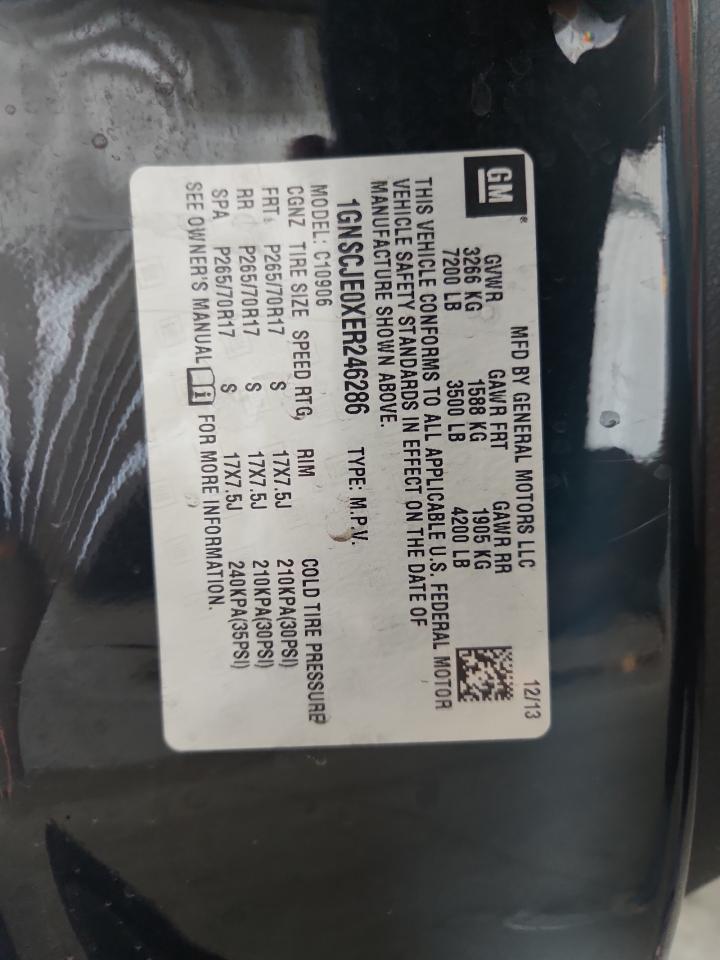 GM®
MFD BY GENERAL MOTORS LLC 12/13
GVWR GAWR FRT GAWR RR
3266 KG 1588 KG 1905 KG
7200 LB 3500 LB 4200 LB
THIS VEHICLE CONFORMS TO ALL APPLICABLE U.S. FEDERAL MOTOR
VEHICLE SAFETY STANDARDS IN EFFECT ON THE DATE OF
MANUFACTURE SHOWN ABOVE.
1GNSCJE0XER246286 TYPE: M.P.V.
MODEL: C10906
CGNZ TIRE SIZE SPEED RTG RIM COLD TIRE PRESSURE
FRT P265/70R17 S 17X7.5J 210KPA(30PSI)
RR P265/70R17 S 17X7.5J 210KPA(30PSI)
SPA P265/70R17 S 17X7.5J 240KPA(35PSI)
SEE OWNER'S MANUAL FOR MORE INFORMATION.